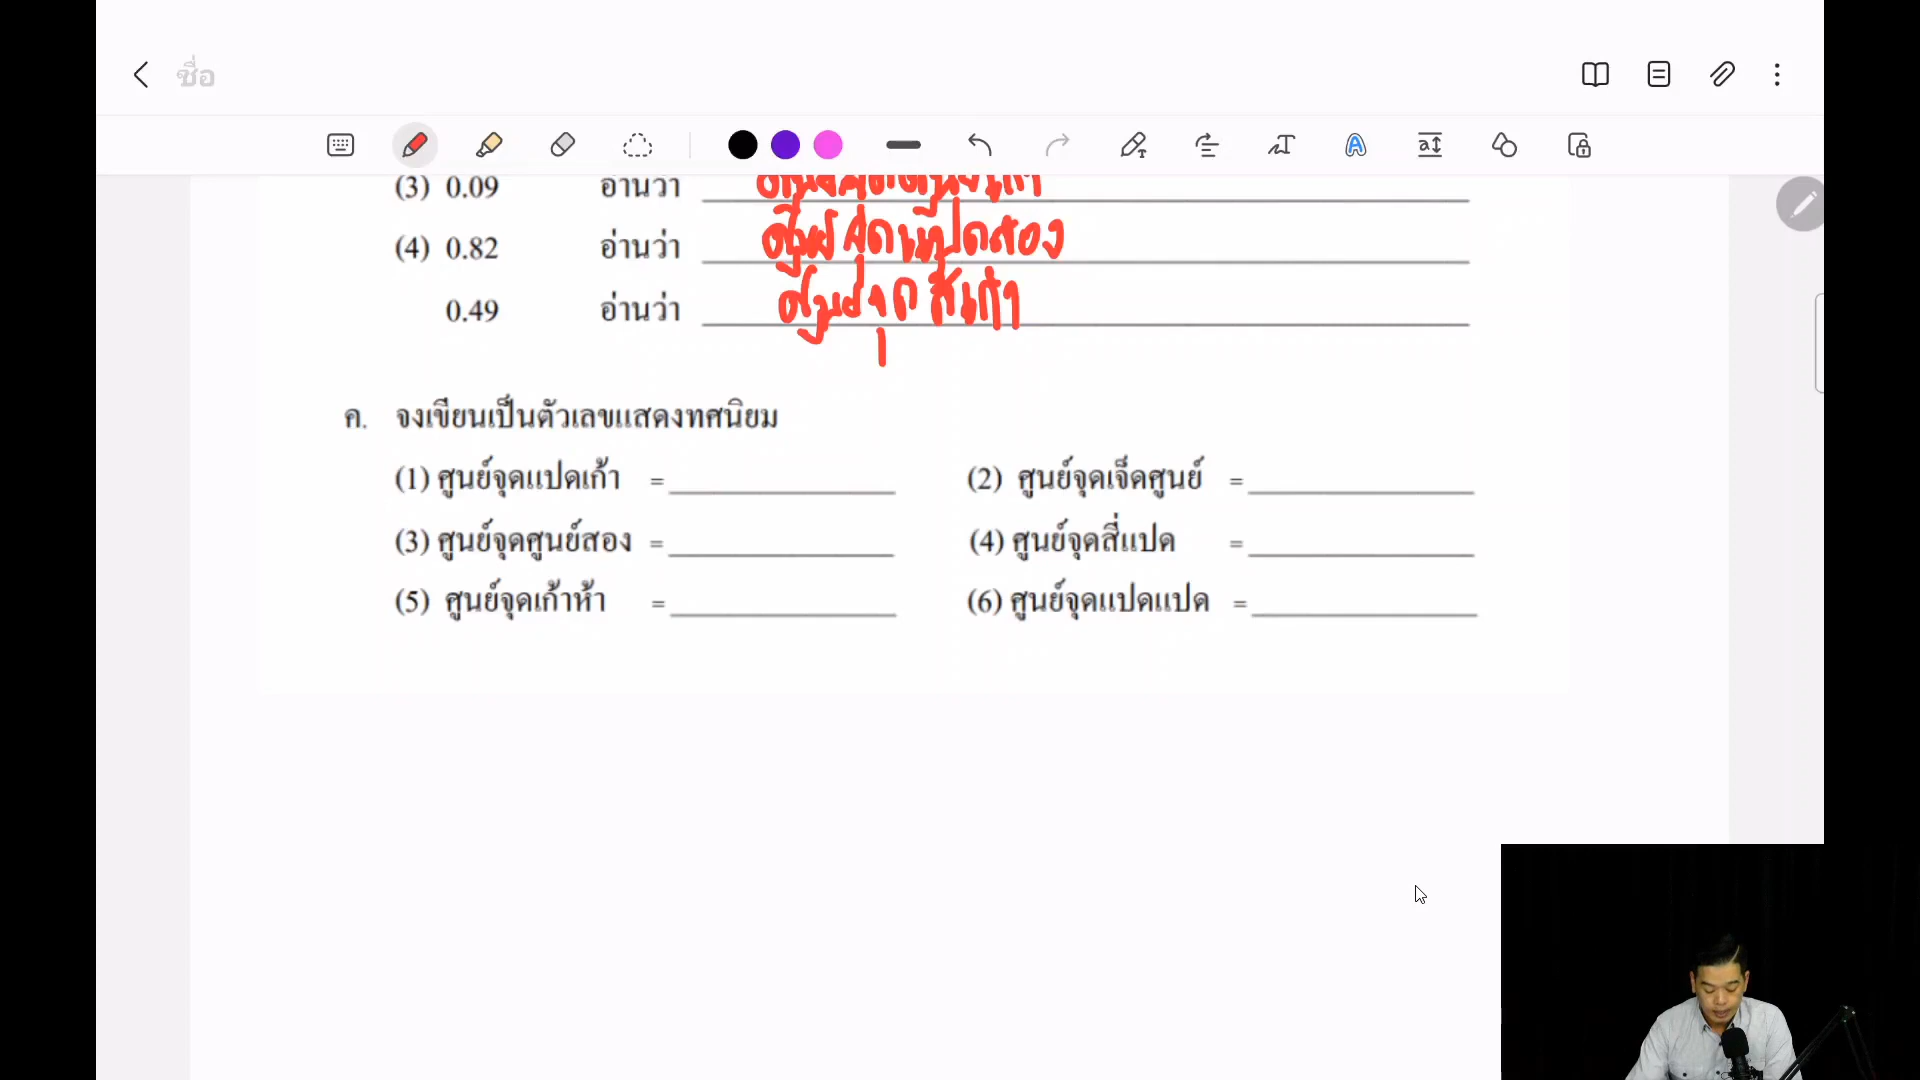 ชื่อ
(3) 0.09 อ่านว่า
(4) 0.82 อ่านว่า ศูนย์จุดแปดสอง
0.49 อ่านว่า ศูนย์จุดสี่เก้า
ค. จงเขียนเป็นตัวเลขแสดงทศนิยม
(1) ศูนย์จุดแปดเก้า = (2) ศูนย์จุดเจ็ดศูนย์ =
(3) ศูนย์จุดศูนย์สอง = (4) ศูนย์จุดสี่แปด =
(5) ศูนย์จุดเก้าห้า = (6) ศูนย์จุดแปดแปด =